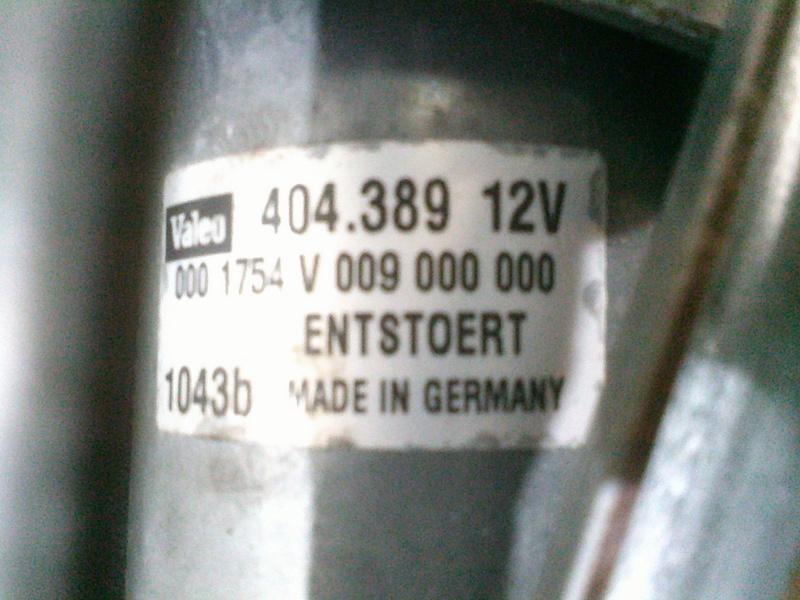 Valeo 404.389 12V
000 1754 V 009 000 000
ENTSTOERT
1043b MADE IN GERMANY